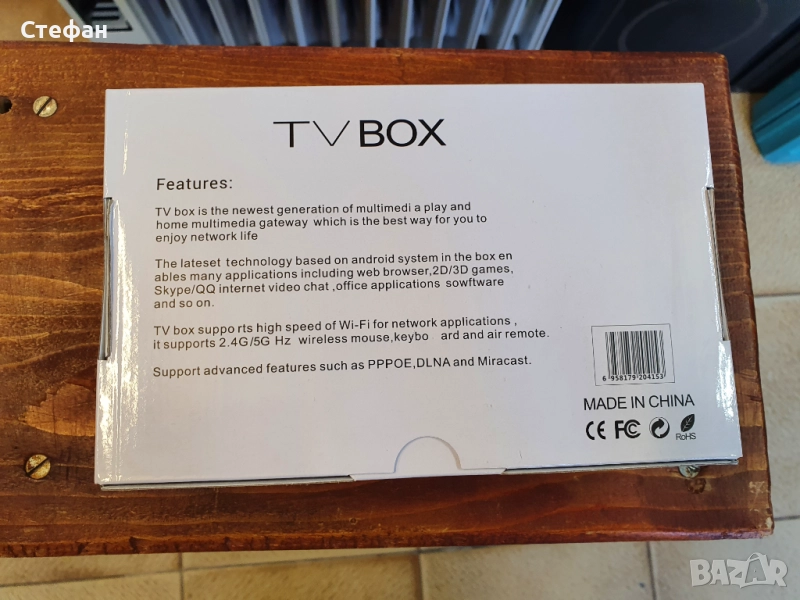 Стефан
TV BOX
Features:
TV box is the newest generation of multimedi a play and
home multimedia gateway which is the best way for you to
enjoy network life
The lateset technology based on android system in the box en
ables many applications including web browser,2D/3D games,
Skype/QQ internet video chat ,office applications sowftware
and so on.
TV box suppo rts high speed of Wi-Fi for network applications ,
it supports 2.4G/5G Hz wireless mouse,keybo ard and air remote.
Support advanced features such as PPPOE,DLNA and Miracast.
6 958179 204153
MADE IN CHINA
CE FC RoHS
BAZAR